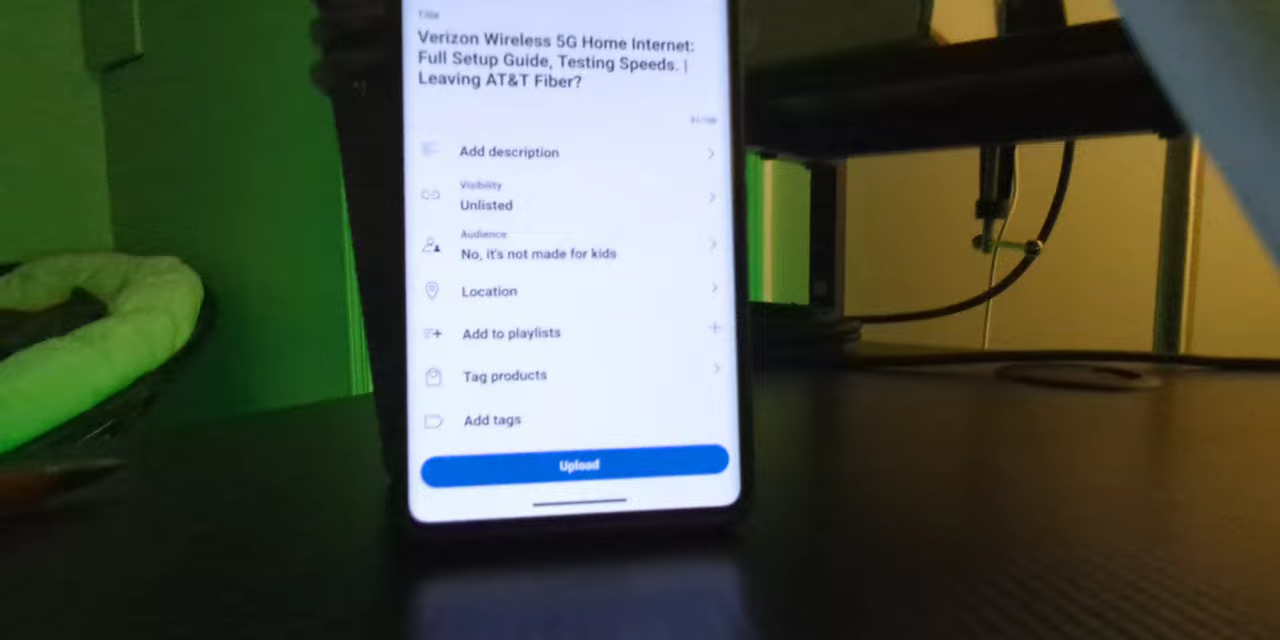 Title
Verizon Wireless 5G Home Internet:
Full Setup Guide, Testing Speeds. |
Leaving AT&T Fiber?
Add description
Visibility
Unlisted
Audience
No, it's not made for kids
Location
Add to playlists
Tag products
Add tags
Upload